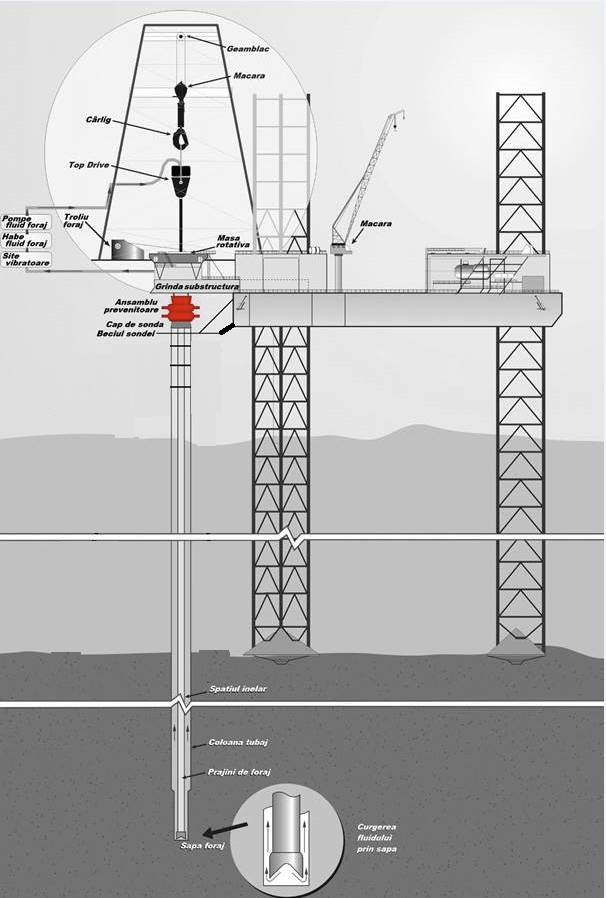 Geamblac
Macara
Cârlig
Top Drive
Pompe
fluid foraj
Habe
fluid foraj
Site
vibratoare
Troliu
foraj
Masa
rotativa
Macara
Grinda substructura
Ansamblu
prevenitoare
Cap de sonda
Beciul sondei
Spatiul inelar
Coloana tubaj
Prajini de foraj
Sapa foraj
Curgerea
fluidului
prin sapa